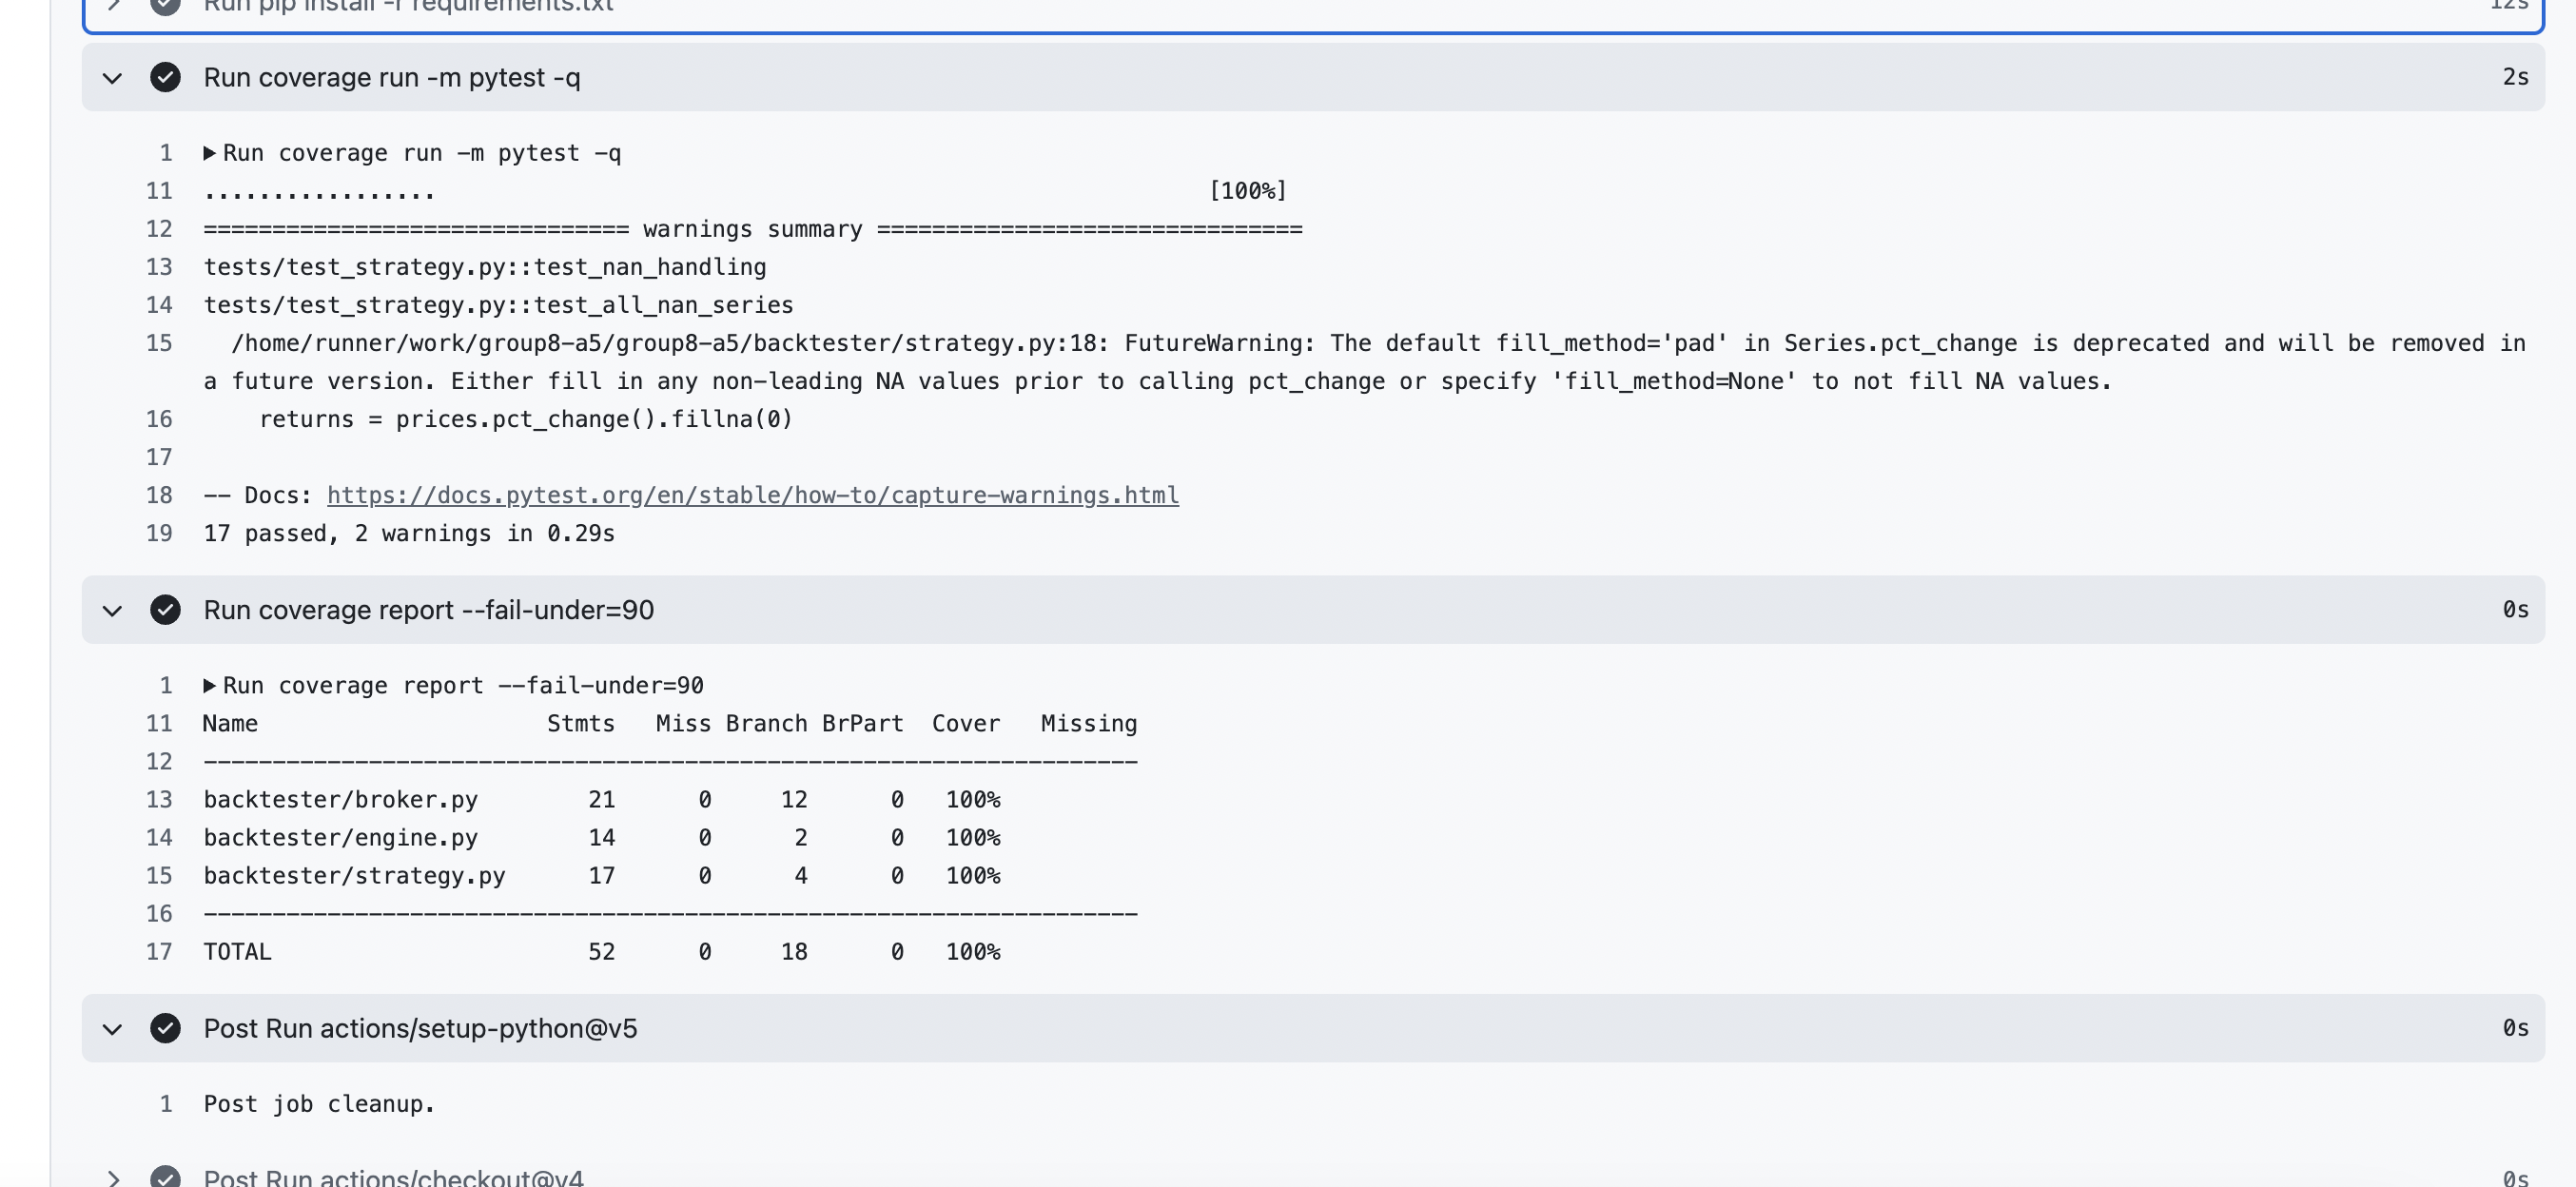 Run pip install -r requirements.txt 12s
Run coverage run -m pytest -q 2s
1 Run coverage run -m pytest -q
11 ................. [100%]
12 =============================== warnings summary ===============================
13 tests/test_strategy.py::test_nan_handling
14 tests/test_strategy.py::test_all_nan_series
15   /home/runner/work/group8-a5/group8-a5/backtester/strategy.py:18: FutureWarning: The default fill_method='pad' in Series.pct_change is deprecated and will be removed in
a future version. Either fill in any non-leading NA values prior to calling pct_change or specify 'fill_method=None' to not fill NA values.
16     returns = prices.pct_change().fillna(0)
17
18 -- Docs: https://docs.pytest.org/en/stable/how-to/capture-warnings.html
19 17 passed, 2 warnings in 0.29s
Run coverage report --fail-under=90 0s
1 Run coverage report --fail-under=90
11 Name                     Stmts   Miss Branch BrPart  Cover   Missing
12 --------------------------------------------------------------------
13 backtester/broker.py        21      0     12      0   100%
14 backtester/engine.py        14      0      2      0   100%
15 backtester/strategy.py      17      0      4      0   100%
16 --------------------------------------------------------------------
17 TOTAL                       52      0     18      0   100%
Post Run actions/setup-python@v5 0s
1 Post job cleanup.
Post Run actions/checkout@v4 0s